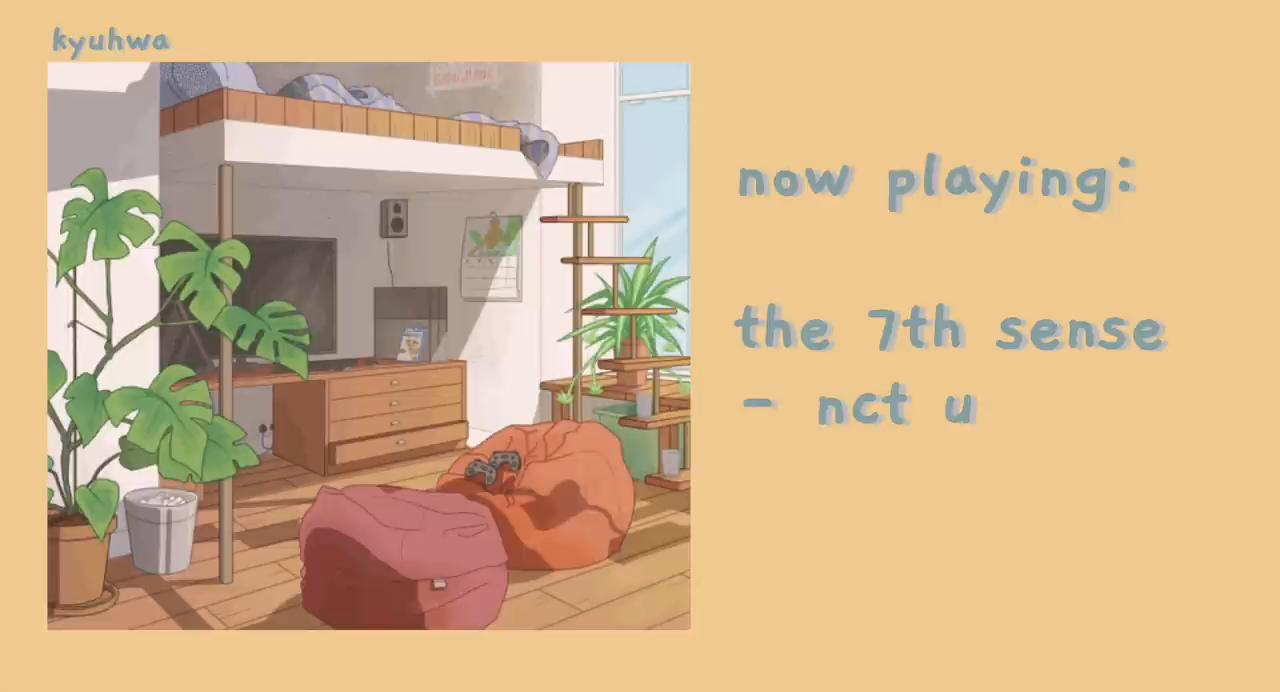 kyuhwa
now playing:
the 7th sense
- nct u